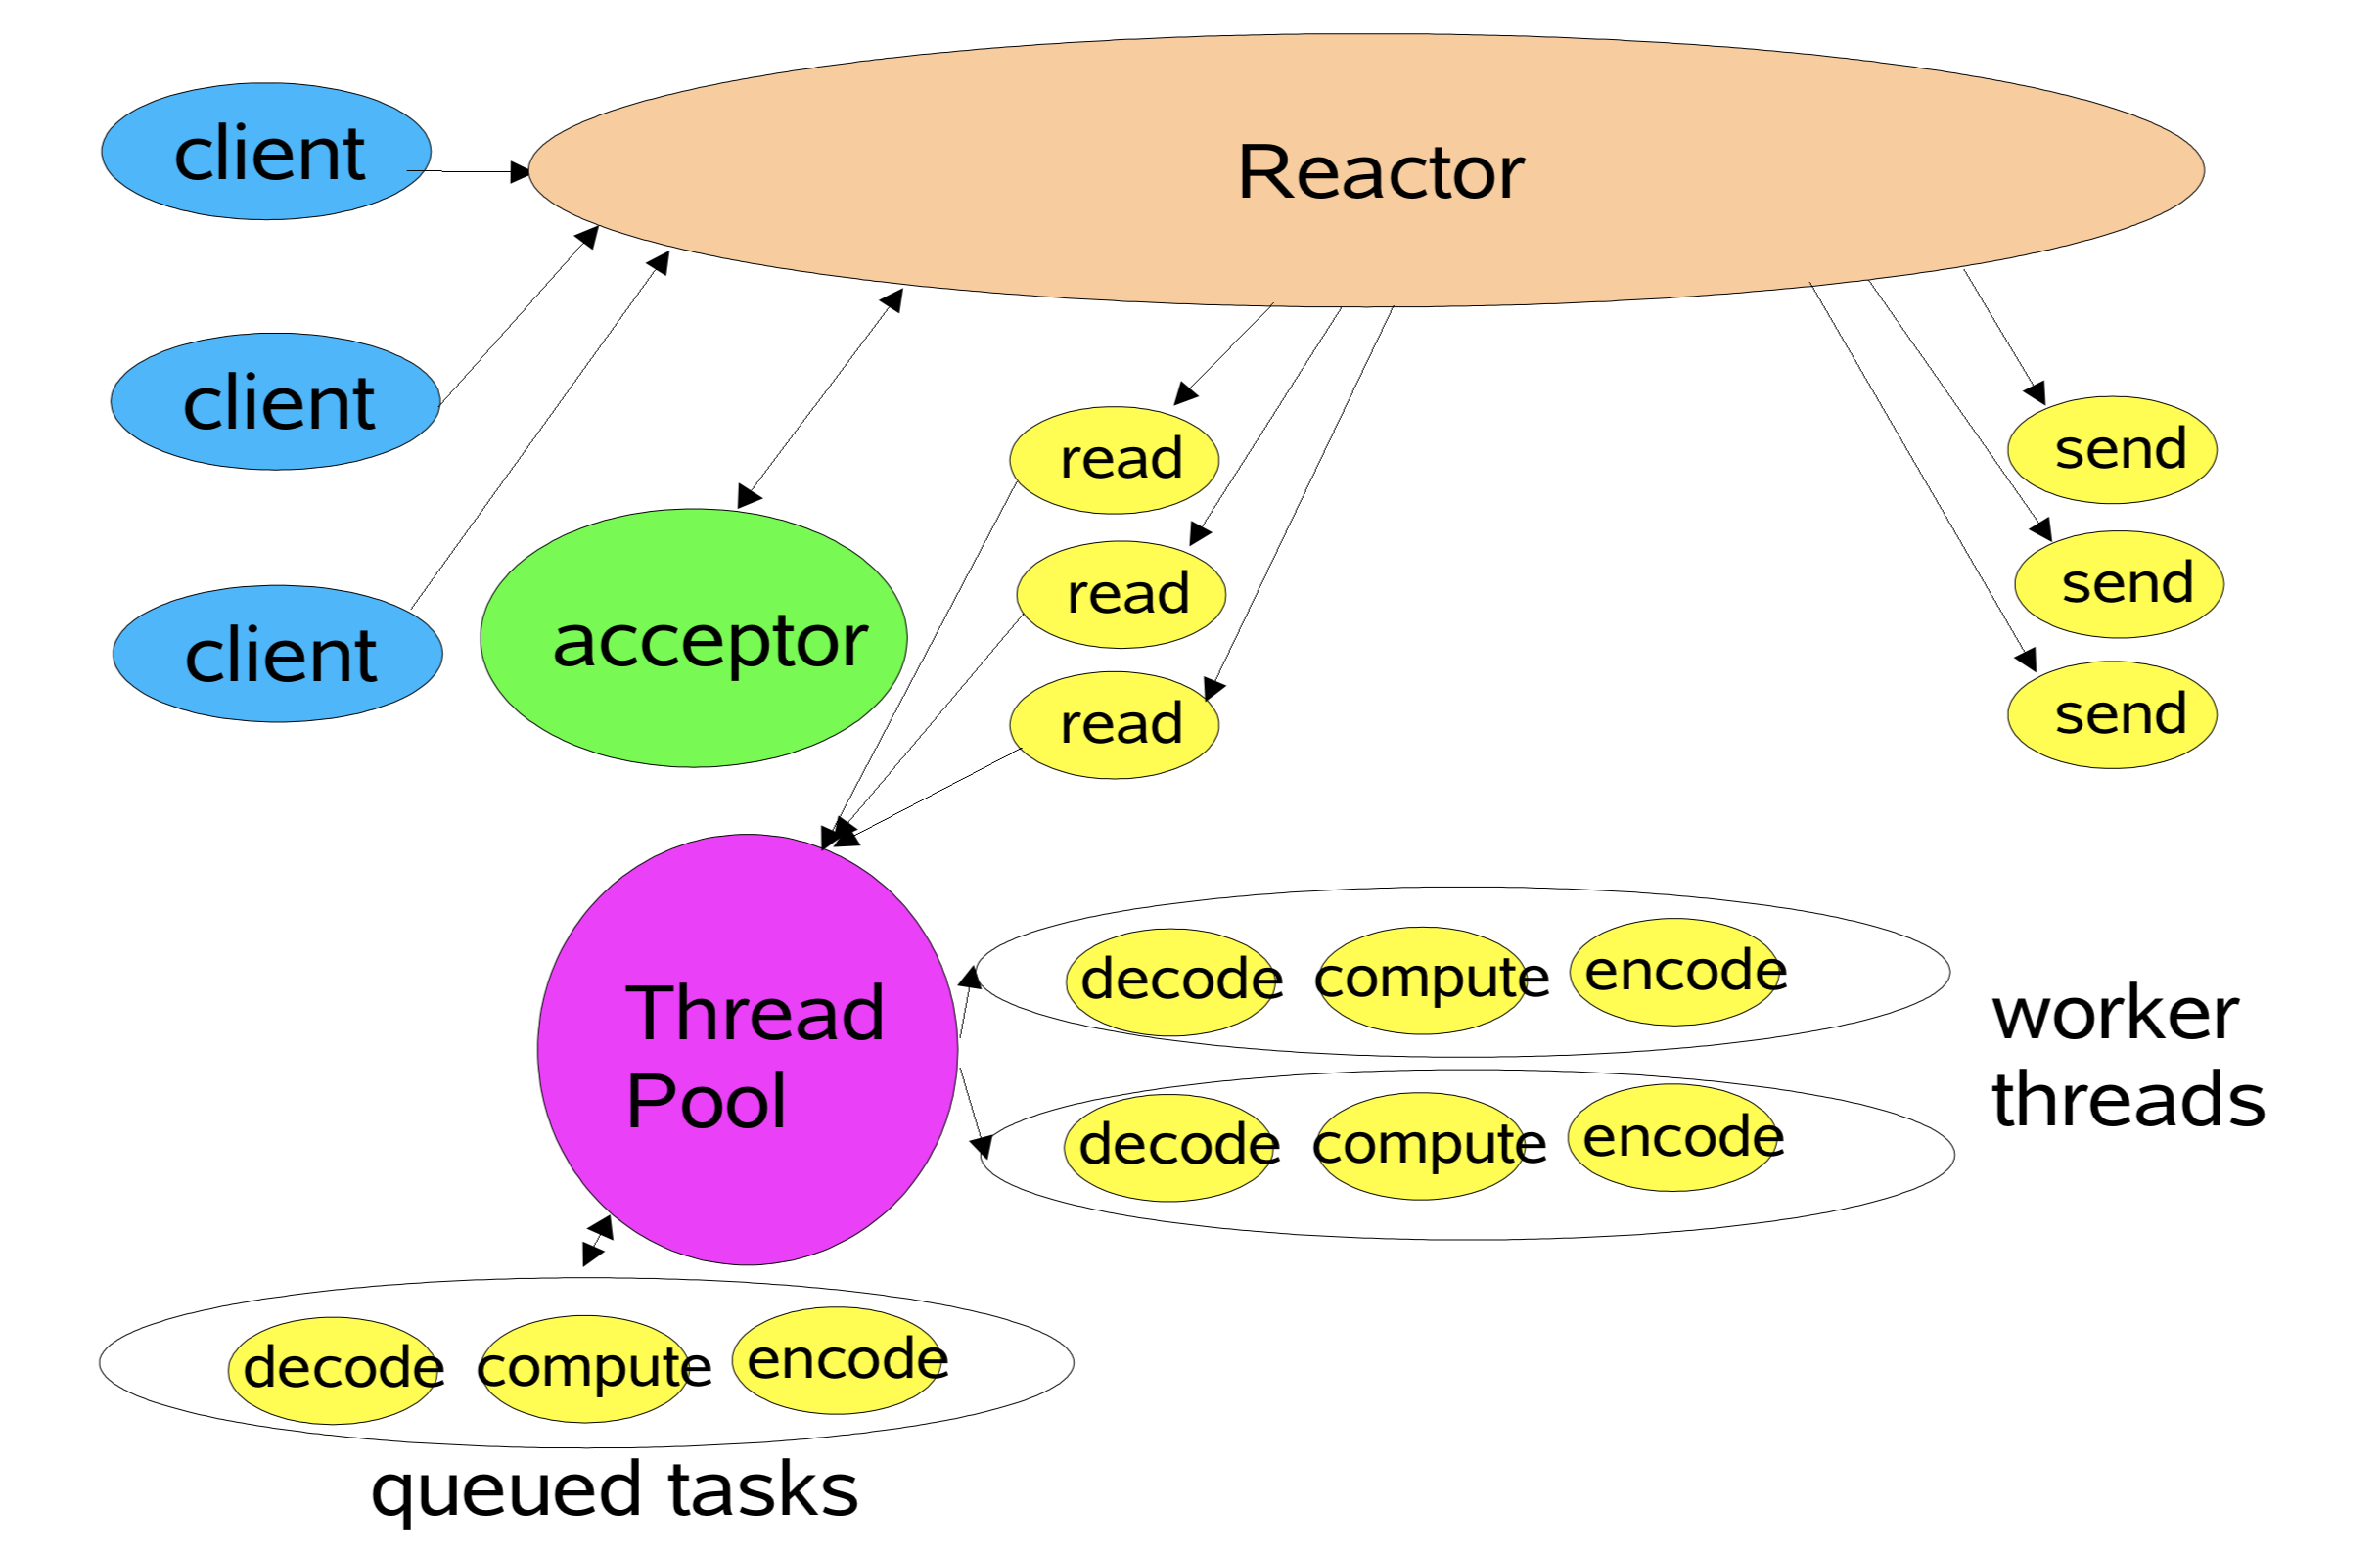 client
Reactor
client
client
acceptor
read
read
read
send
send
send
Thread
Pool
decode compute encode
decode compute encode
worker
threads
decode compute encode
queued tasks